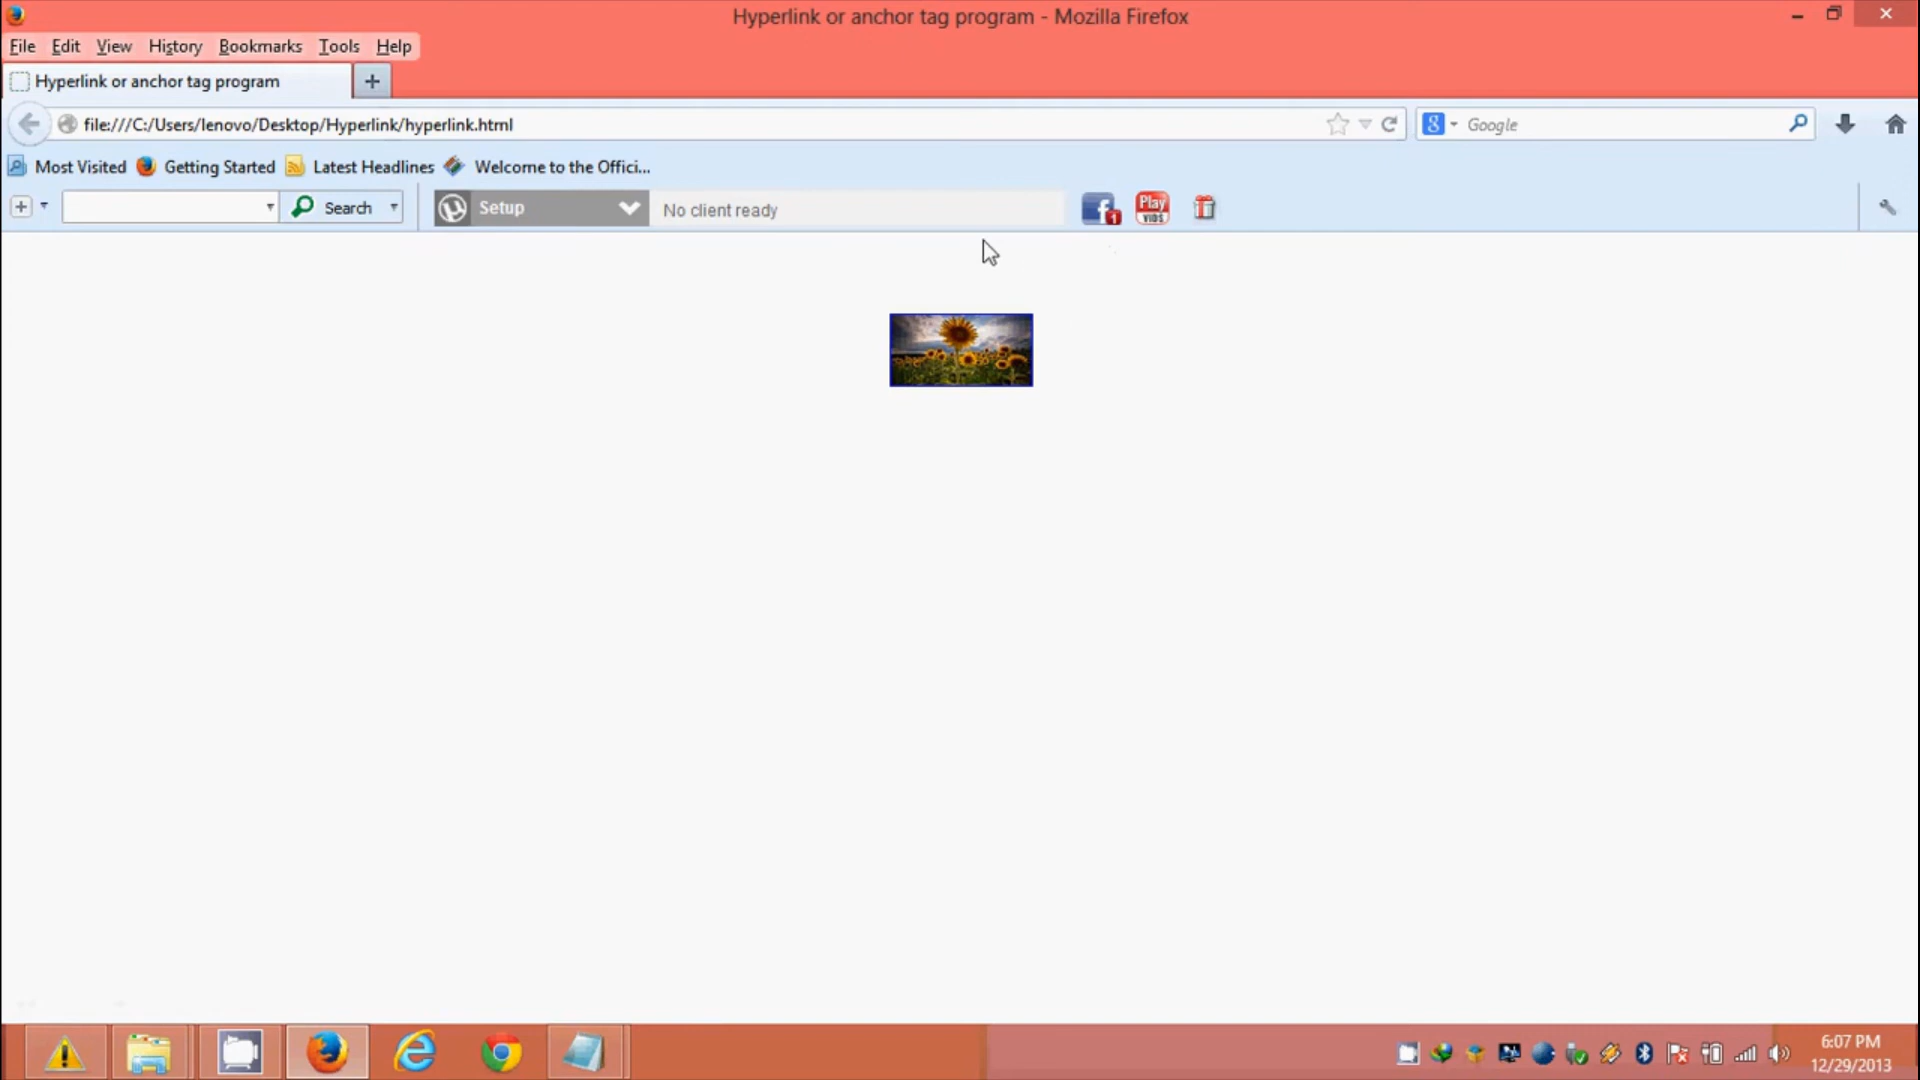 Hyperlink or anchor tag program - Mozilla Firefox
File Edit View History Bookmarks Tools Help
Hyperlink or anchor tag program
file:///C:/Users/lenovo/Desktop/Hyperlink/hyperlink.html
Google
Most Visited Getting Started Latest Headlines Welcome to the Offici...
Search Setup No client ready
1 Play VIDS
6:07 PM
12/29/2013